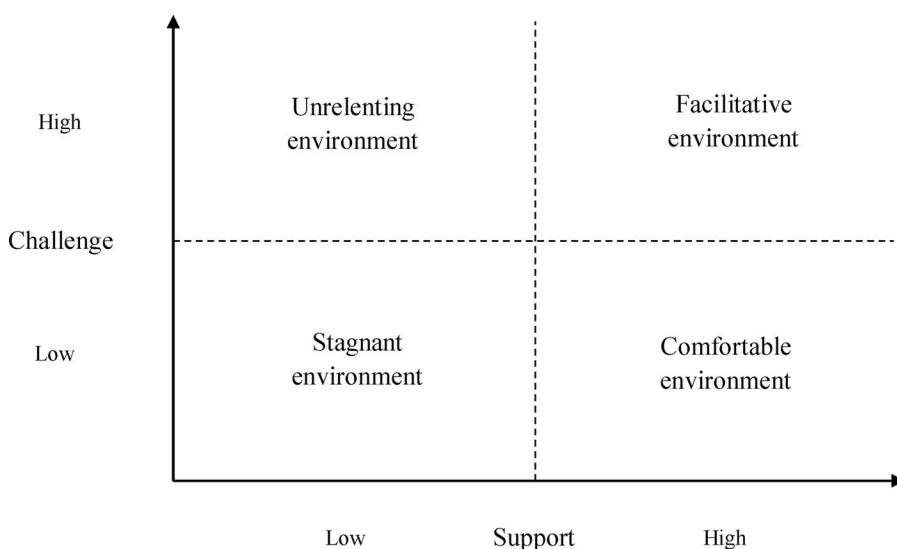 Unrelenting
environment
Facilitative
environment
High
Challenge
Low
Stagnant
environment
Comfortable
environment
Low
Support
High